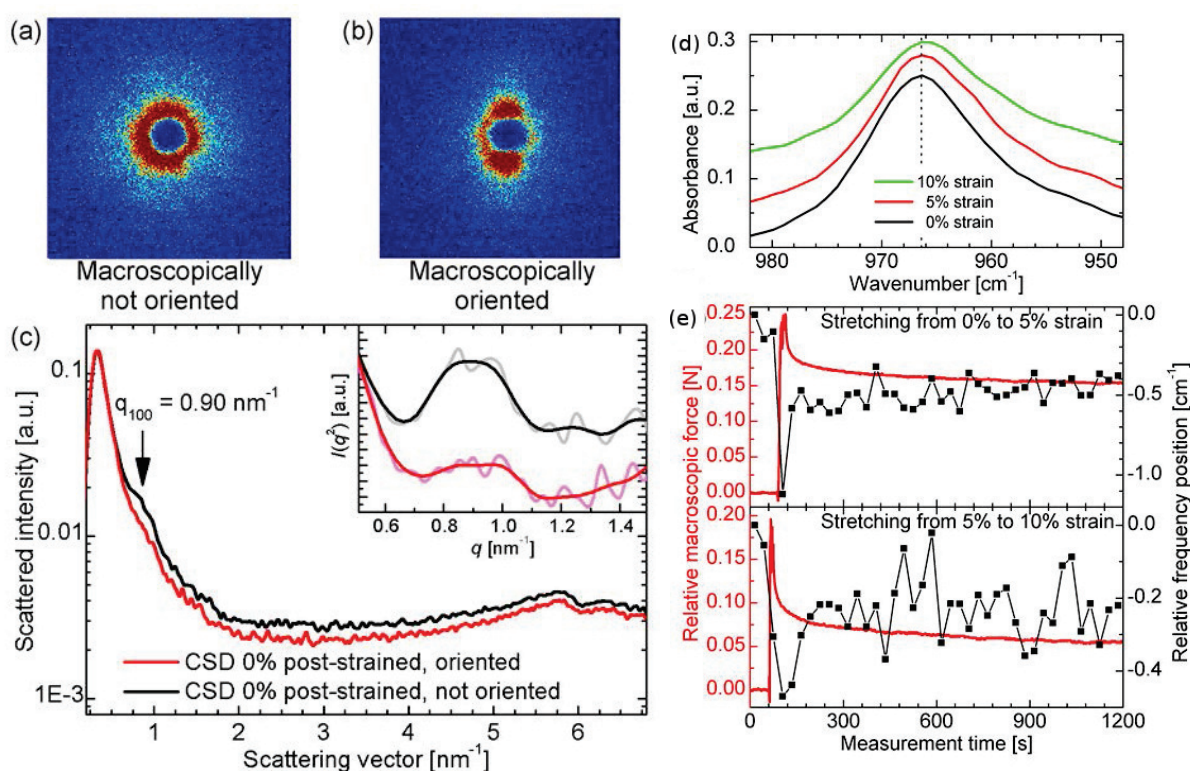 (a)
(b)
Macroscopically
not oriented
Macroscopically
oriented
(c)
Scattered intensity [a.u.]
0.1
0.01
1E-3
q100 = 0.90 nm-1
I(q2) [a.u.]
0.6 0.8 1.0 1.2 1.4
q [nm-1]
CSD 0% post-strained, oriented
CSD 0% post-strained, not oriented
1 2 3 4 5 6
Scattering vector [nm-1]
(d)
Absorbance [a.u.]
0.3
0.2
0.1
0.0
10% strain
5% strain
0% strain
980 970 960 950
Wavenumber [cm-1]
(e)
Relative macroscopic force [N]
Stretching from 0% to 5% strain
0.25
0.20
0.15
0.10
0.05
0.00
0.0
-0.5
-1.0
Stretching from 5% to 10% strain
0.20
0.15
0.10
0.05
0.00
0.0
-0.2
-0.4
Relative frequency
position [cm-1]
0 300 600 900 1200
Measurement time [s]